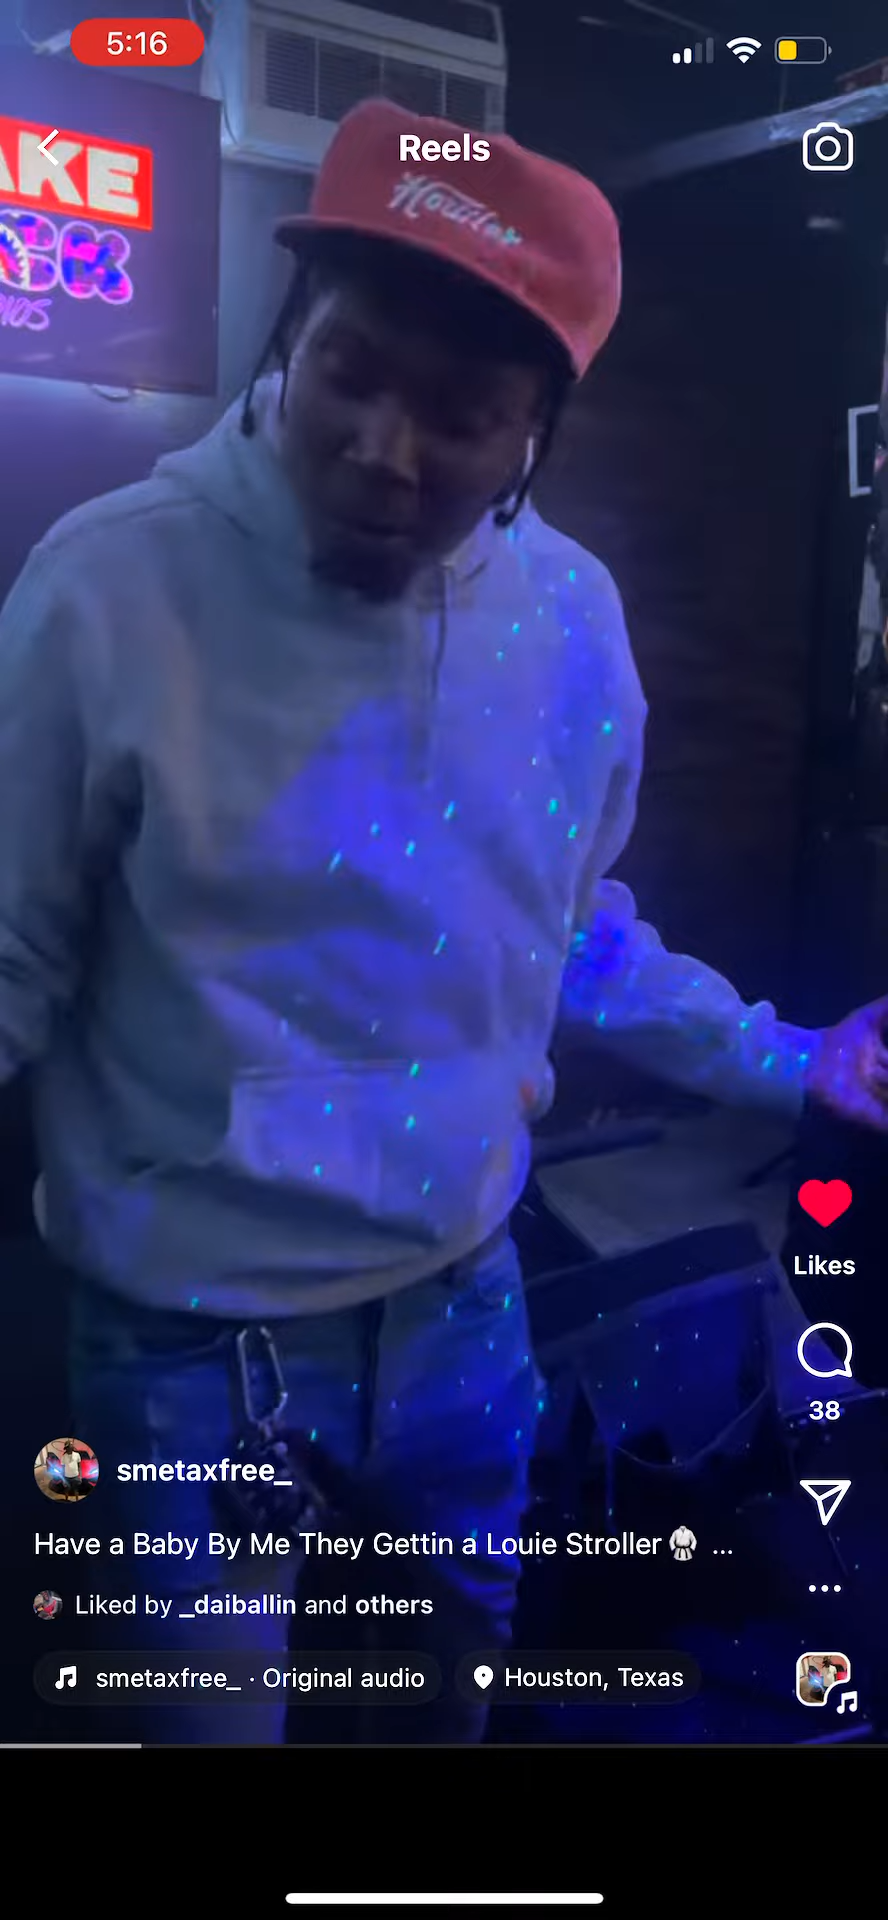 5:16
Reels
AKE
Likes
38
smetaxfree_
Have a Baby By Me They Gettin a Louie Stroller🥋 ...
Liked by _daiballin and others
smetaxfree_ · Original audio
Houston, Texas